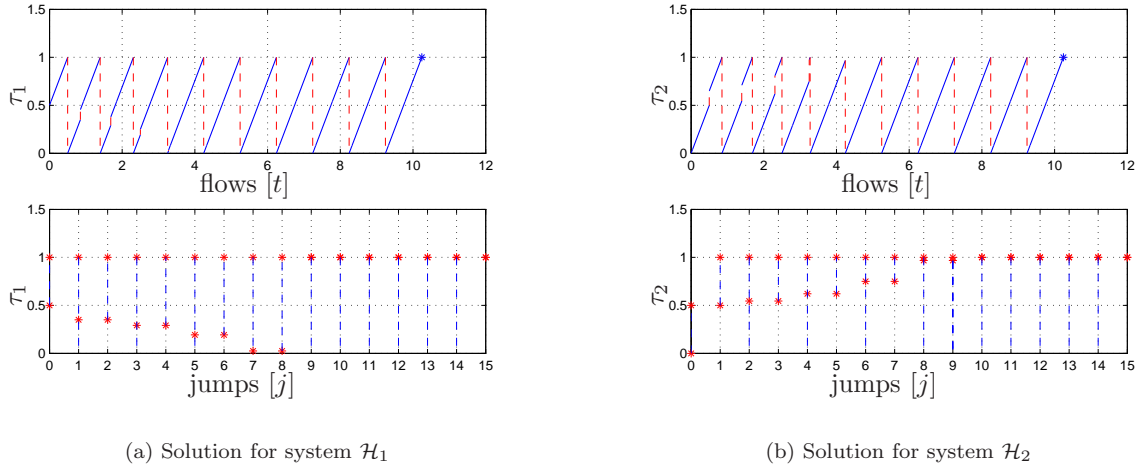 1.5
1
0.5
0
τ1
0 2 4 6 8 10 12
flows [t]
1.5
1
0.5
0
τ2
0 2 4 6 8 10 12
flows [t]
1.5
1
0.5
0
τ1
0 1 2 3 4 5 6 7 8 9 10 11 12 13 14 15
jumps [j]
1.5
1
0.5
0
τ2
0 1 2 3 4 5 6 7 8 9 10 11 12 13 14 15
jumps [j]
(a) Solution for system ℋ1
(b) Solution for system ℋ2